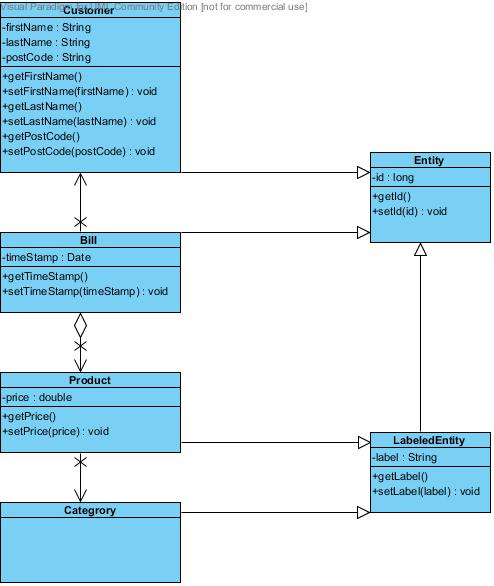 Visual Paradigm for UML Community Edition [not for commercial use]
Customer
-firstName : String
-lastName : String
-postCode : String
+getFirstName()
+setFirstName(firstName) : void
+getLastName()
+setLastName(lastName) : void
+getPostCode()
+setPostCode(postCode) : void
Entity
-id : long
+getId()
+setId(id) : void
Bill
-timeStamp : Date
+getTimeStamp()
+setTimeStamp(timeStamp) : void
Product
-price : double
+getPrice()
+setPrice(price) : void
LabeledEntity
-label : String
+getLabel()
+setLabel(label) : void
Categrory